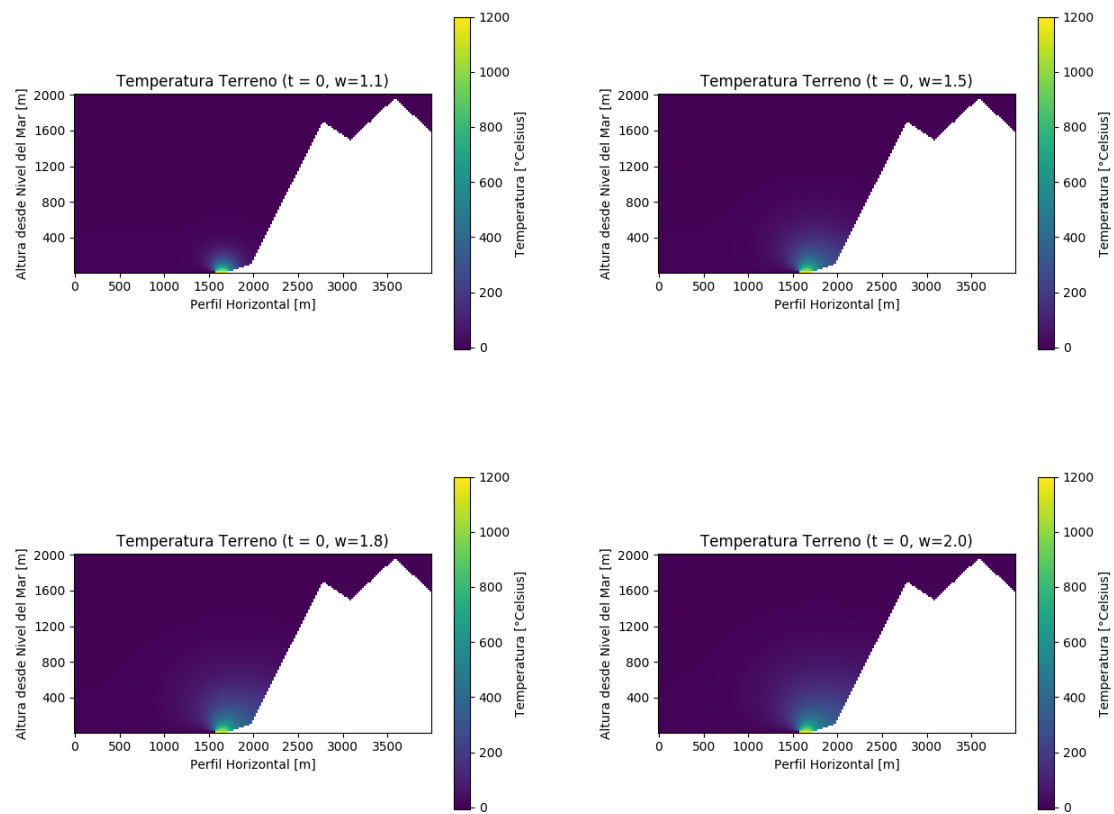 Temperatura Terreno (t = 0, w=1.1)
Altura desde Nivel del Mar [m]
2000
1600
1200
800
400
0 500 1000 1500 2000 2500 3000 3500
Perfil Horizontal [m]
1200
1000
800
600
400
200
0
Temperatura [°Celsius]
Temperatura Terreno (t = 0, w=1.5)
Altura desde Nivel del Mar [m]
2000
1600
1200
800
400
0 500 1000 1500 2000 2500 3000 3500
Perfil Horizontal [m]
1200
1000
800
600
400
200
0
Temperatura [°Celsius]
Temperatura Terreno (t = 0, w=1.8)
Altura desde Nivel del Mar [m]
2000
1600
1200
800
400
0 500 1000 1500 2000 2500 3000 3500
Perfil Horizontal [m]
1200
1000
800
600
400
200
0
Temperatura [°Celsius]
Temperatura Terreno (t = 0, w=2.0)
Altura desde Nivel del Mar [m]
2000
1600
1200
800
400
0 500 1000 1500 2000 2500 3000 3500
Perfil Horizontal [m]
1200
1000
800
600
400
200
0
Temperatura [°Celsius]